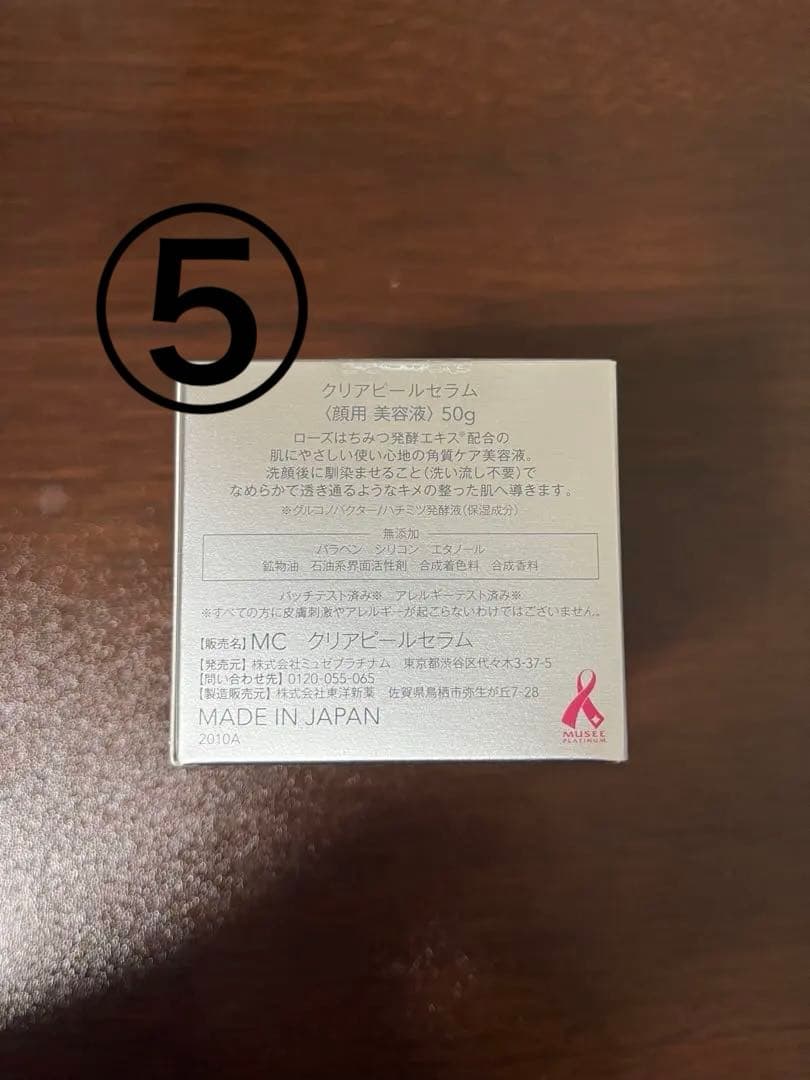 ⑤
クリアピールセラム
〈顔用 美容液〉 50g
ローズはちみつ発酵エキス※配合の
肌にやさしい使い心地の角質ケア美容液。
洗顔後に馴染ませること(洗い流し不要)で
なめらかで透き通るようなキメの整った肌へ導きます。
※グルコノバクター/ハチミツ発酵液(保湿成分)
無添加
パラベン シリコン エタノール
鉱物油 石油系界面活性剤 合成着色料 合成香料
パッチテスト済み※ アレルギーテスト済み※
※すべての方に皮膚刺激やアレルギーが起こらないわけではございません。
【販売名】MC クリアピールセラム
【発売元】株式会社ミュゼプラチナム 東京都渋谷区代々木3-37-5
【問い合わせ先】0120-055-065
【製造販売元】株式会社東洋新薬 佐賀県鳥栖市弥生が丘7-28
MADE IN JAPAN
2010A
MUSEE
PLATINUM